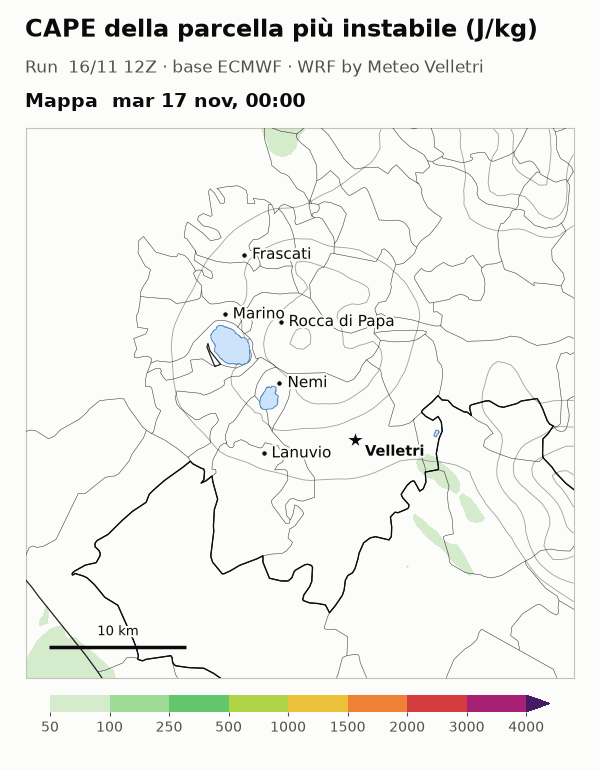 CAPE della parcella più instabile (J/kg)
Run  16/11 12Z · base ECMWF · WRF by Meteo Velletri
Mappa  mar 17 nov, 00:00
Frascati
Marino
Rocca di Papa
Nemi
Velletri
Lanuvio
10 km
50 100 250 500 1000 1500 2000 3000 4000